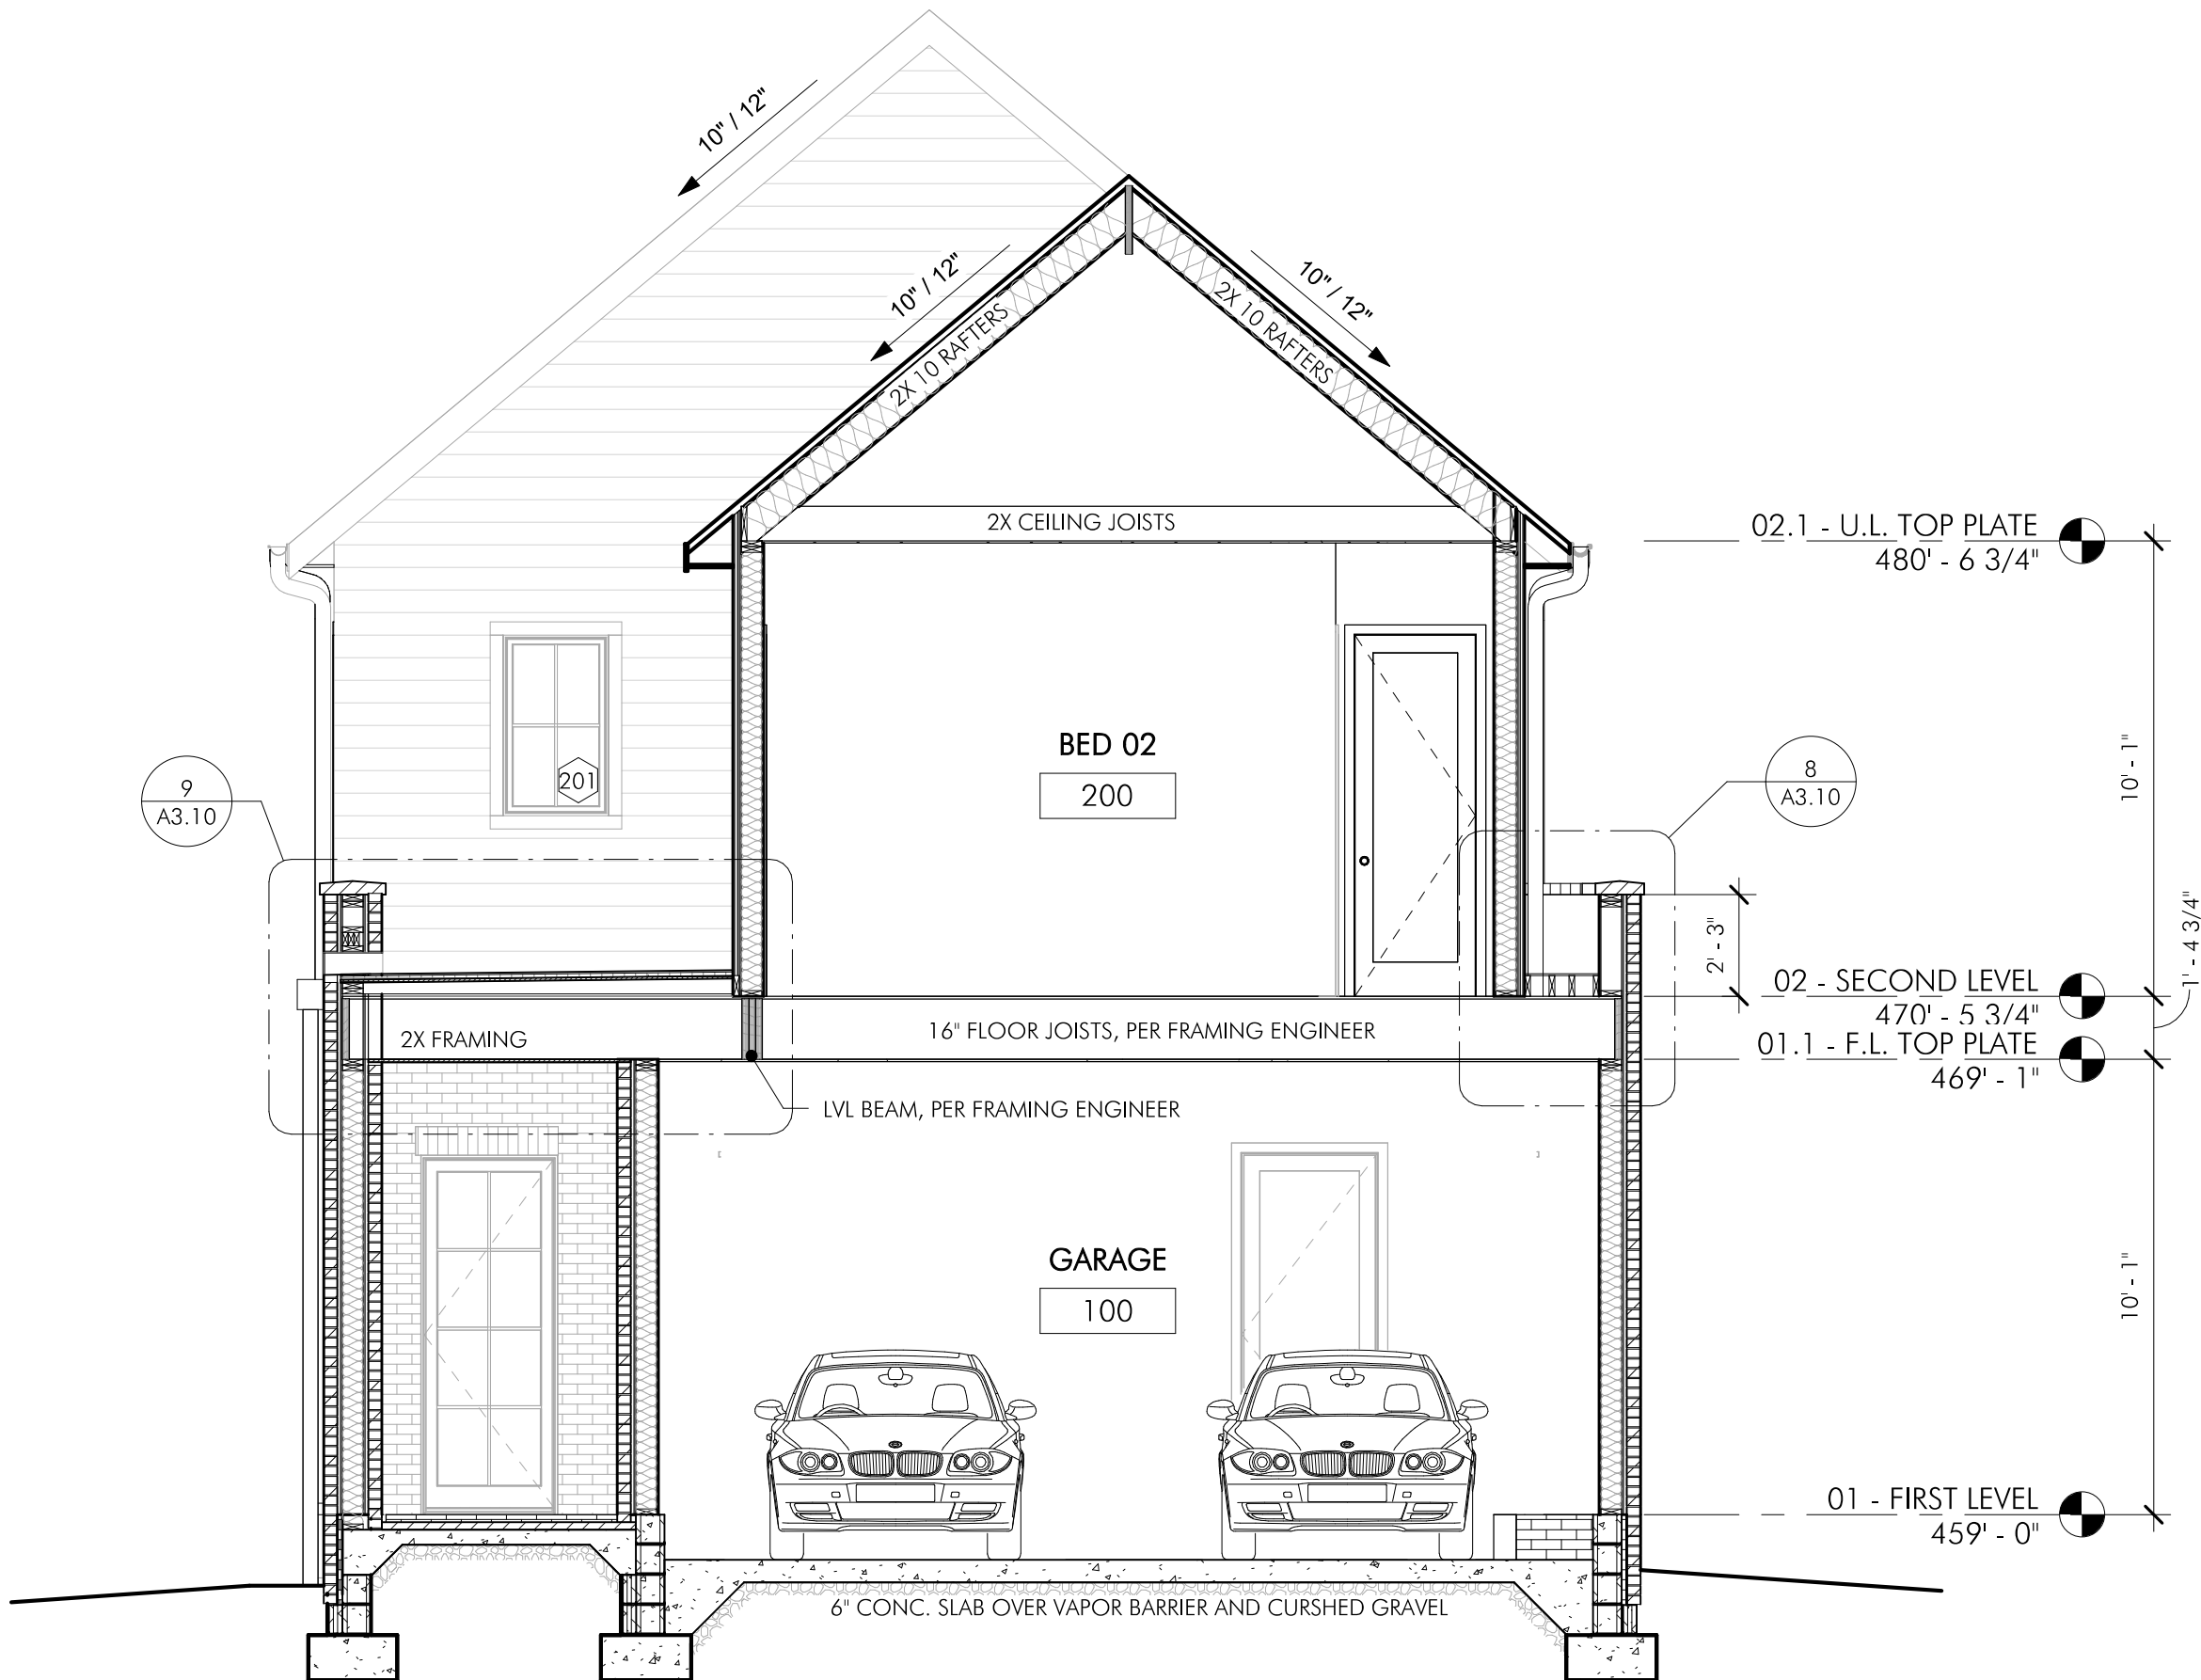 10" / 12"
10" / 12"
10" / 12"
2X 10 RAFTERS
2X 10 RAFTERS
2X CEILING JOISTS
02.1 - U.L. TOP PLATE
480' - 6 3/4"
BED 02
200
201
9
A3.10
8
A3.10
10' - 1"
2' - 3"
1' - 4 3/4"
02 - SECOND LEVEL
470' - 5 3/4"
2X FRAMING
16" FLOOR JOISTS, PER FRAMING ENGINEER
01.1 - F.L. TOP PLATE
469' - 1"
LVL BEAM, PER FRAMING ENGINEER
GARAGE
100
10' - 1"
01 - FIRST LEVEL
459' - 0"
6" CONC. SLAB OVER VAPOR BARRIER AND CURSHED GRAVEL